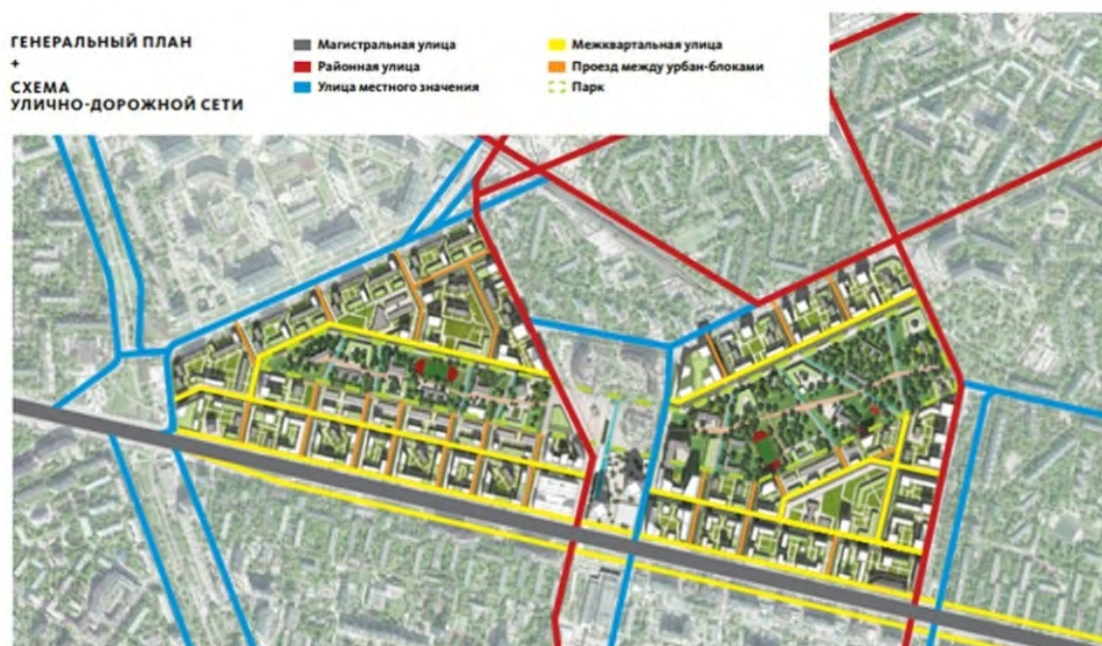 ГЕНЕРАЛЬНЫЙ ПЛАН
+
СХЕМА
УЛИЧНО-ДОРОЖНОЙ СЕТИ
Магистральная улица
Районная улица
Улица местного значения
Межквартальная улица
Проезд между урбан-блоками
Парк